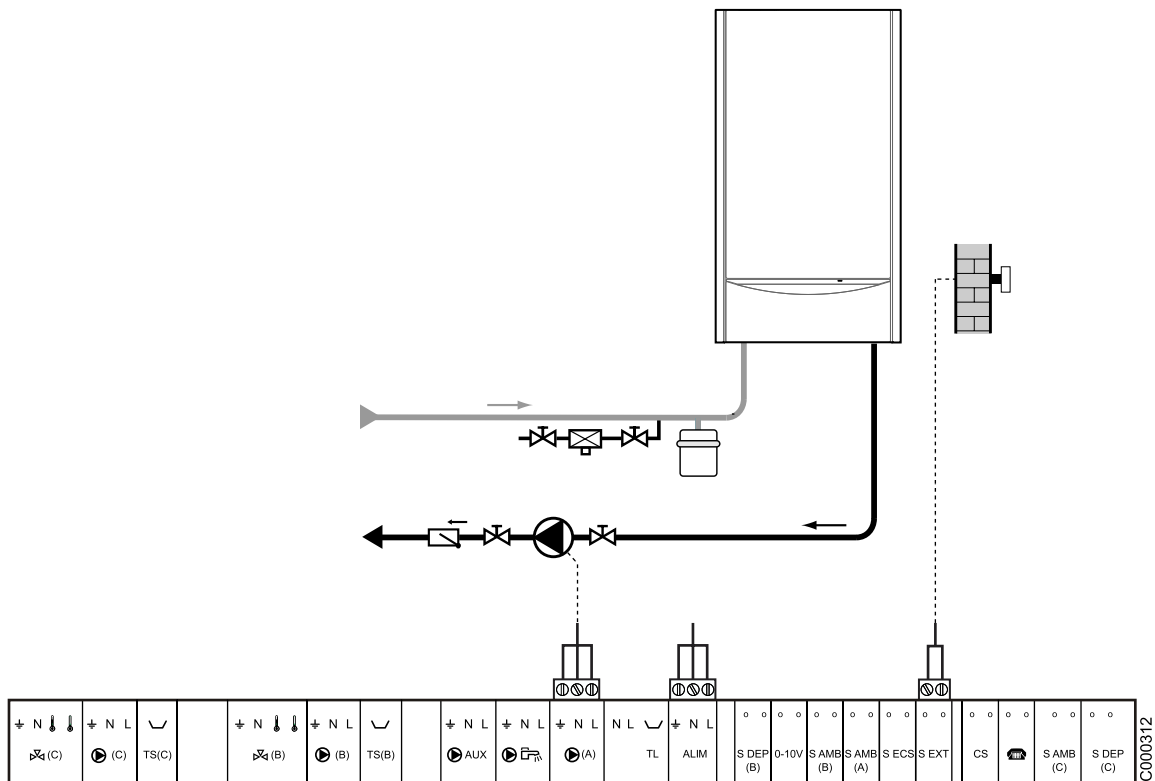 ⏚ N
(C)
⏚ N L
(C)
TS(C)
⏚ N
(B)
⏚ N L
(B)
TS(B)
⏚ N L
AUX
⏚ N L
⏚ N L
(A)
N L
TL
⏚ N L
ALIM
S DEP
(B)
0-10V
S AMB
(B)
S AMB
(A)
S ECS
S EXT
CS
S AMB
(C)
S DEP
(C)
C000312